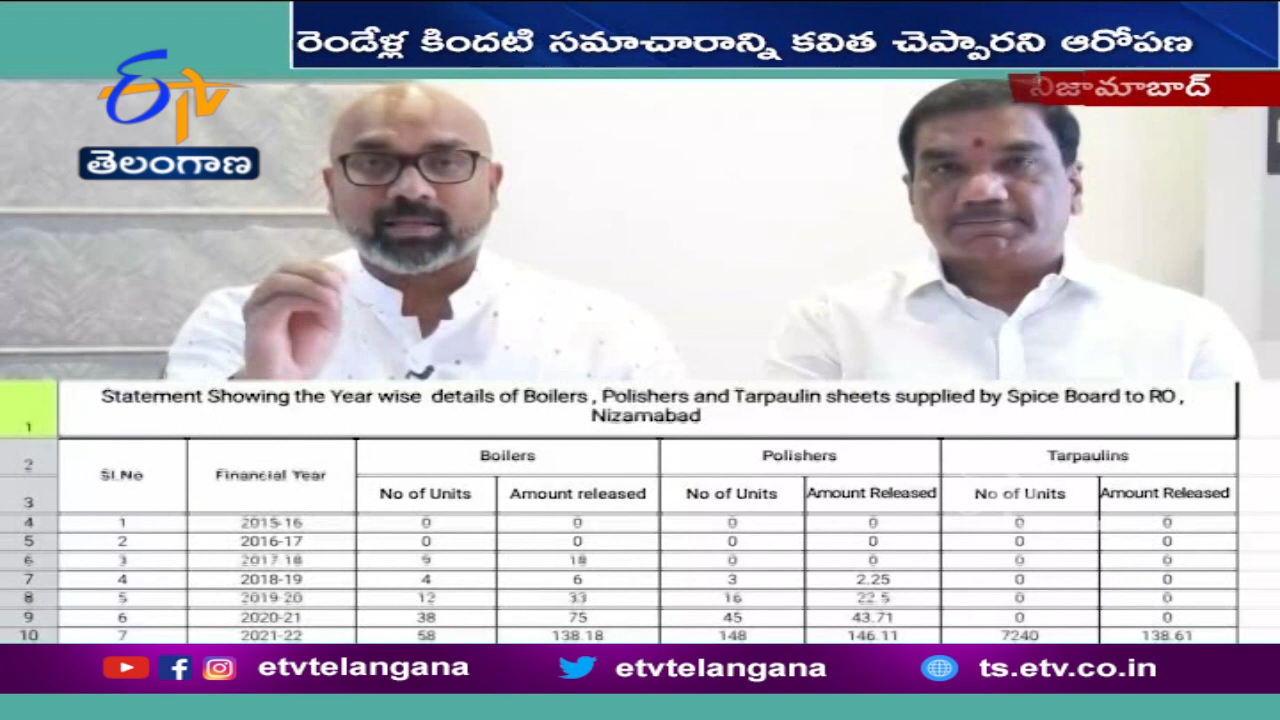 రెండేళ్ల కిందటి సమాచారాన్ని కవిత చెప్పారని ఆరోపణ
నిజామాబాద్
ETV
తెలంగాణ
1 Statement Showing the Year wise details of Boilers , Polishers and Tarpaulin sheets supplied by Spice Board to RO ,
Nizamabad
2 Sl.No Financial Year Boilers Polishers Tarpaulins
3 No of Units Amount released No of Units Amount Released No of Units Amount Released
4 1 2015-16 0 0 0 0 0 0
5 2 2016-17 0 0 0 0 0 0
6 3 2017-18 9 18 0 0 0 0
7 4 2018-19 4 6 3 2.25 0 0
8 5 2019-20 12 33 16 22.5 0 0
9 6 2020-21 38 75 45 43.71 0 0
10 7 2021-22 58 138.18 148 146.11 7240 138.61
etvtelangana etvtelangana ts.etv.co.in